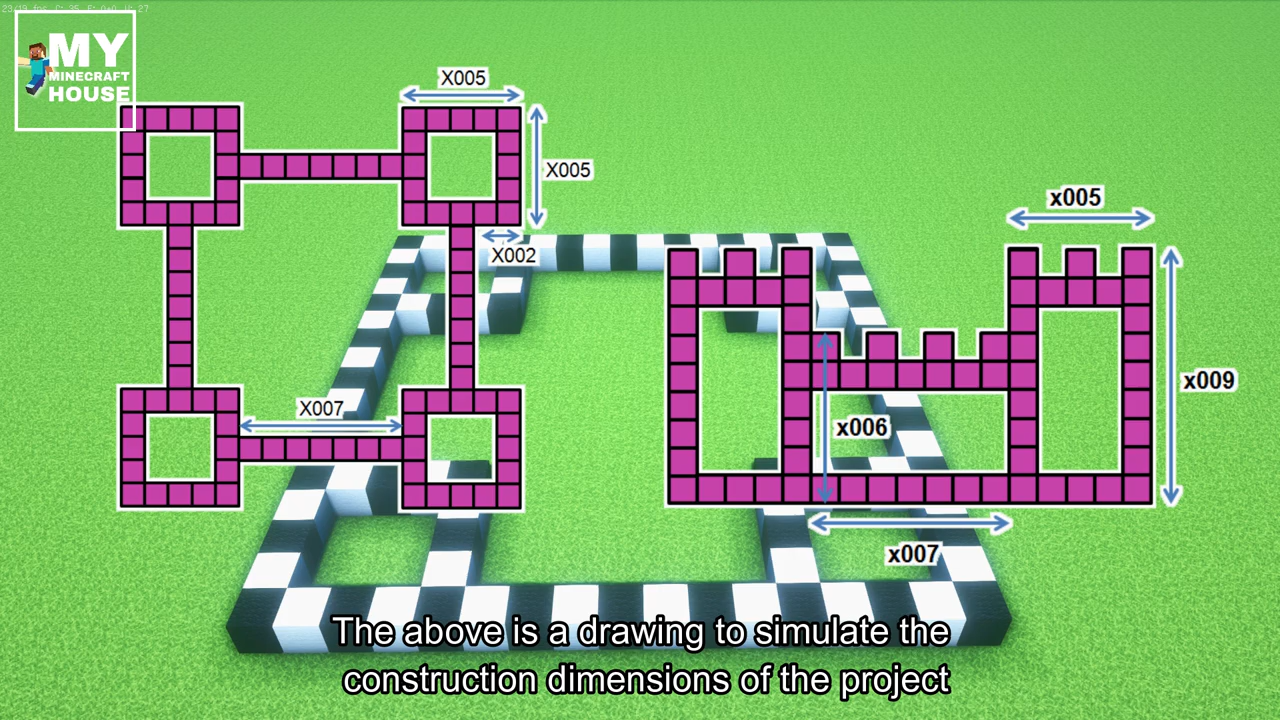 MY
MINECRAFT
HOUSE
X005
X005
X002
X007
x005
x009
x006
x007
The above is a drawing to simulate the
construction dimensions of the project